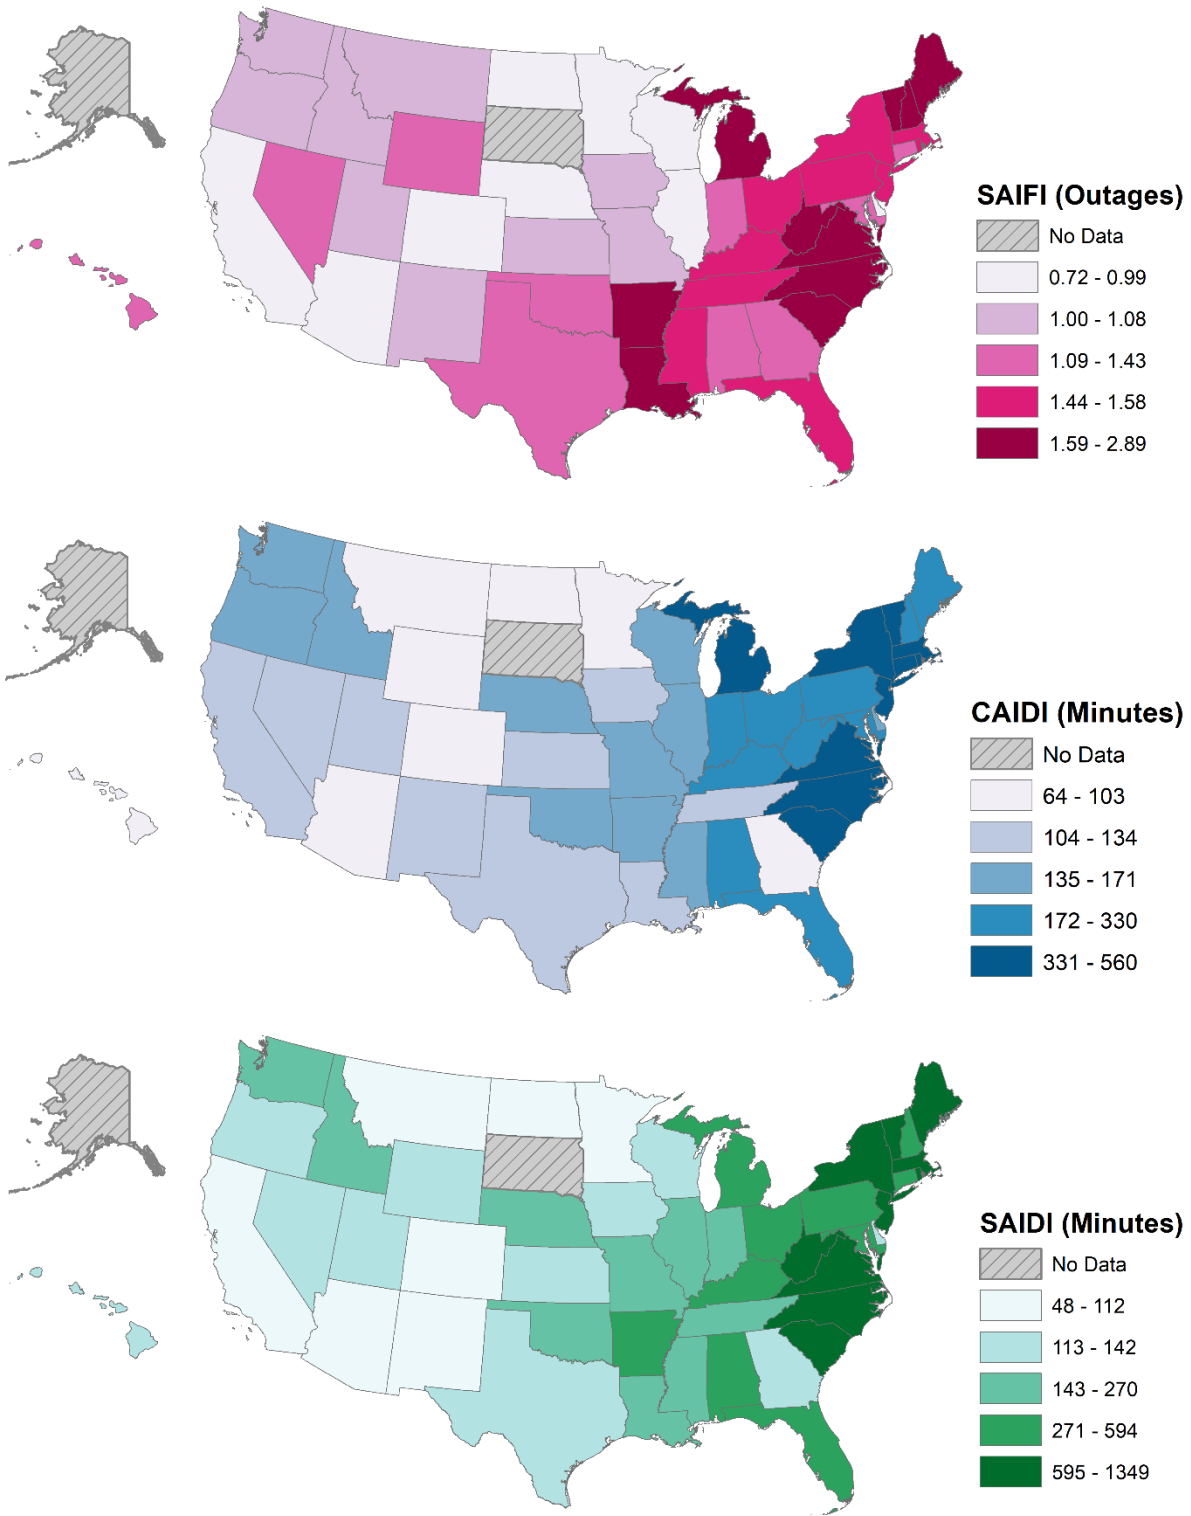 SAIFI (Outages)
No Data
0.72 - 0.99
1.00 - 1.08
1.09 - 1.43
1.44 - 1.58
1.59 - 2.89
CAIDI (Minutes)
No Data
64 - 103
104 - 134
135 - 171
172 - 330
331 - 560
SAIDI (Minutes)
No Data
48 - 112
113 - 142
143 - 270
271 - 594
595 - 1349